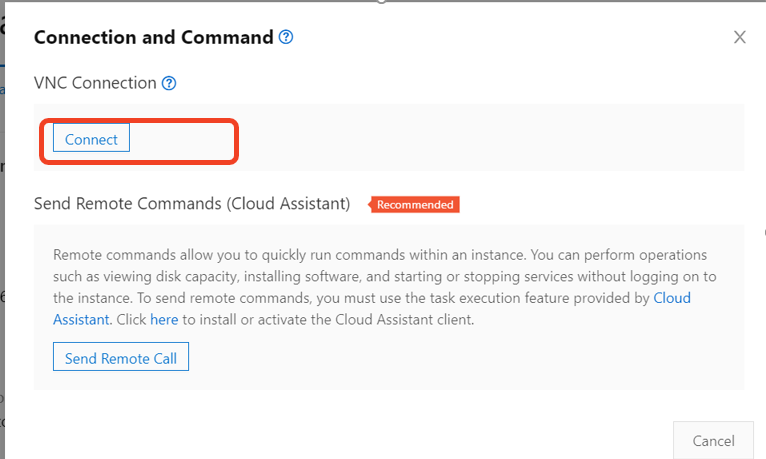 Connection and Command
VNC Connection
Connect
Send Remote Commands (Cloud Assistant) Recommended
Remote commands allow you to quickly run commands within an instance. You can perform operations
such as viewing disk capacity, installing software, and starting or stopping services without logging on to
the instance. To send remote commands, you must use the task execution feature provided by Cloud
Assistant. Click here to install or activate the Cloud Assistant client.
Send Remote Call
Cancel